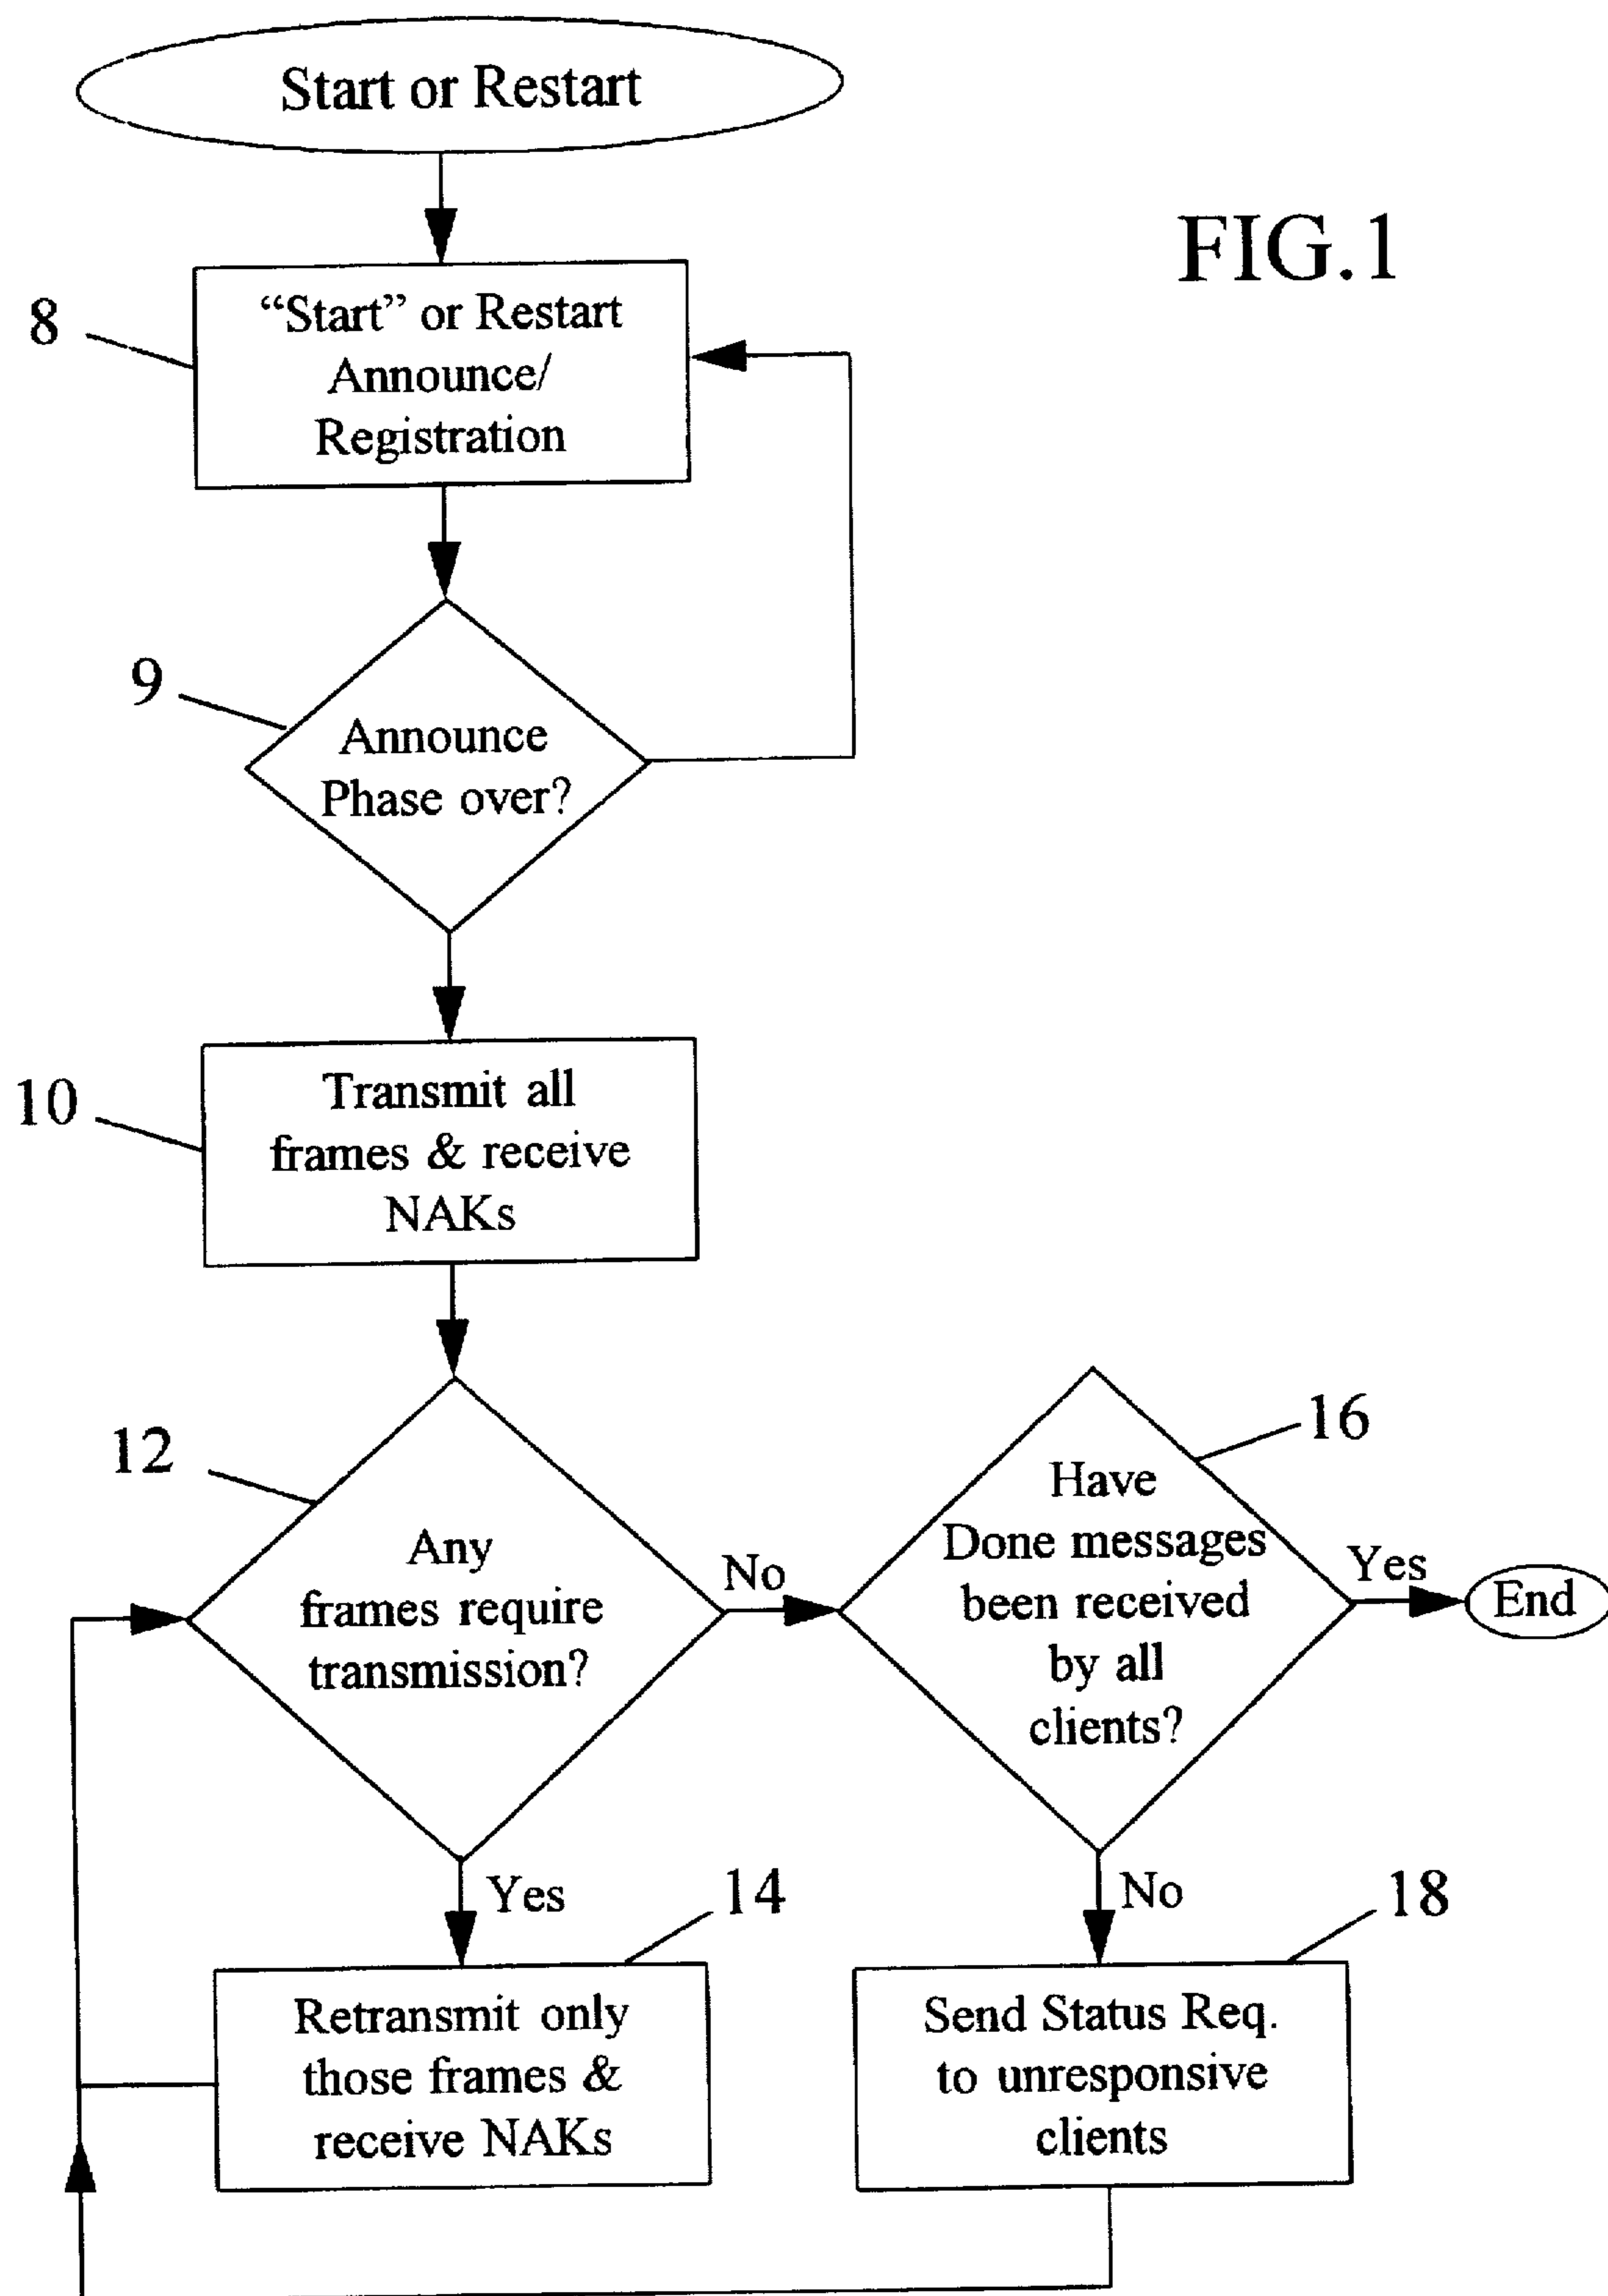 Start or Restart
FIG.1
8
“Start” or Restart
Announce/
Registration
9
Announce
Phase over?
10
Transmit all
frames & receive
NAKs
12
Any
frames require
transmission?
No
16
Have
Done messages
been received
by all
clients?
Yes
End
Yes
14
No
18
Retransmit only
those frames &
receive NAKs
Send Status Req.
to unresponsive
clients